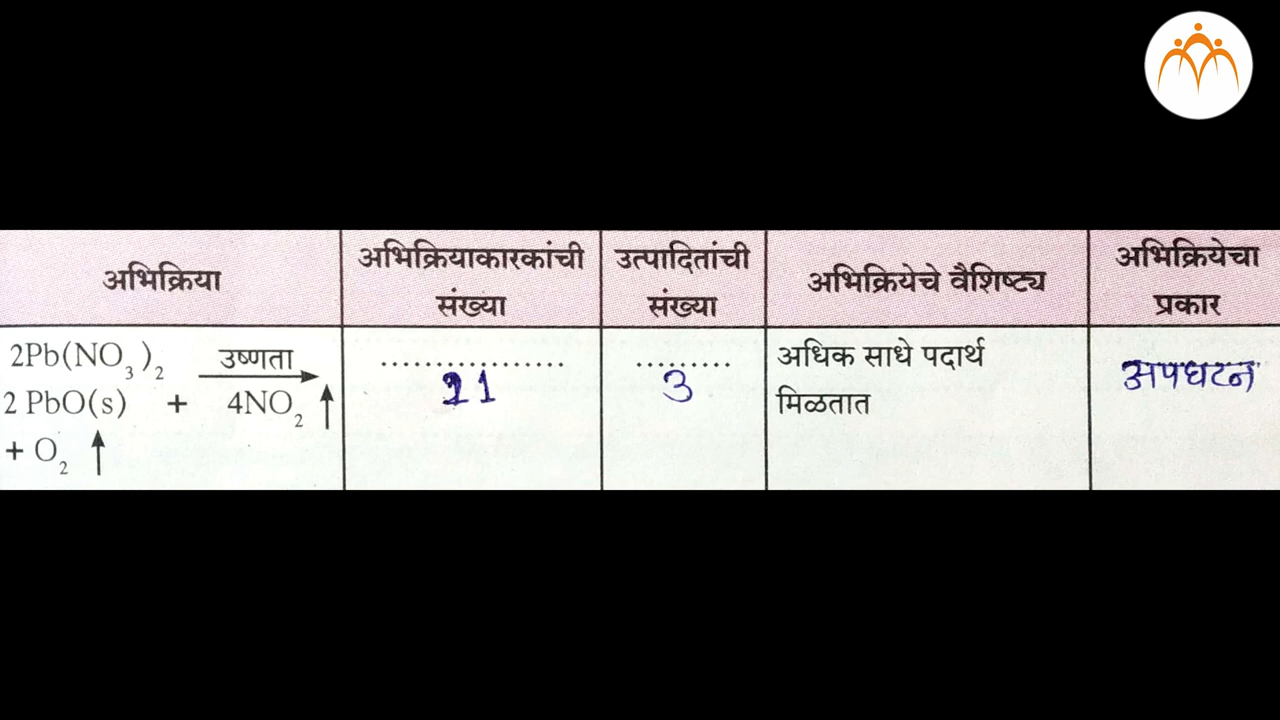 अभिक्रिया
अभिक्रियाकारकांची संख्या
उत्पादितांची संख्या
अभिक्रियेचे वैशिष्ट्य
अभिक्रियेचा प्रकार
2Pb(NO₃)₂ उष्णता →
2 PbO(s) + 4NO₂ ↑
+ O₂ ↑
..................
1
.........
3
अधिक साधे पदार्थ
मिळतात
अपघटन